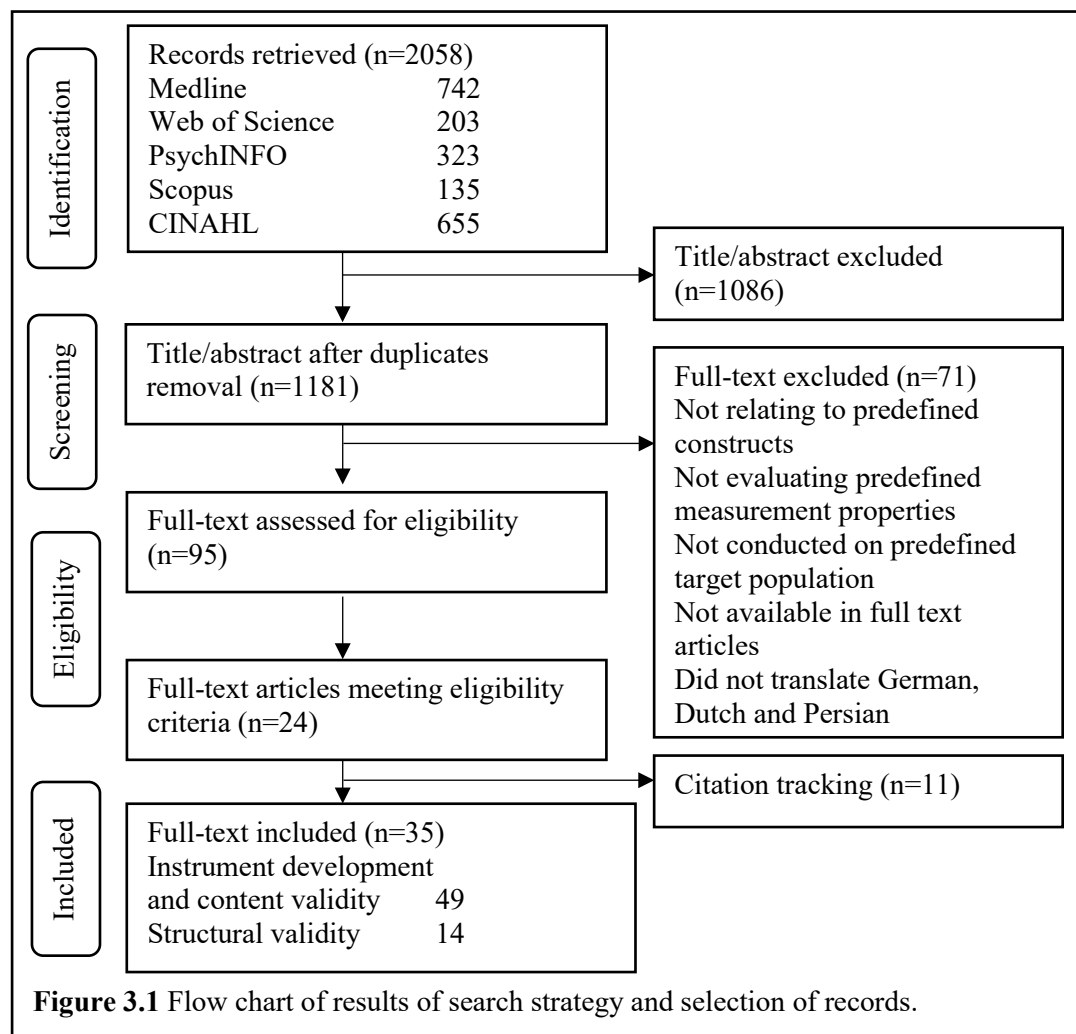 Identification
Records retrieved (n=2058)
Medline 742
Web of Science 203
PsychINFO 323
Scopus 135
CINAHL 655
Title/abstract excluded
(n=1086)
Screening
Title/abstract after duplicates
removal (n=1181)
Full-text excluded (n=71)
Not relating to predefined
constructs
Not evaluating predefined
measurement properties
Not conducted on predefined
target population
Not available in full text
articles
Did not translate German,
Dutch and Persian
Eligibility
Full-text assessed for eligibility
(n=95)
Full-text articles meeting eligibility
criteria (n=24)
Citation tracking (n=11)
Included
Full-text included (n=35)
Instrument development
and content validity 49
Structural validity 14
Figure 3.1 Flow chart of results of search strategy and selection of records.